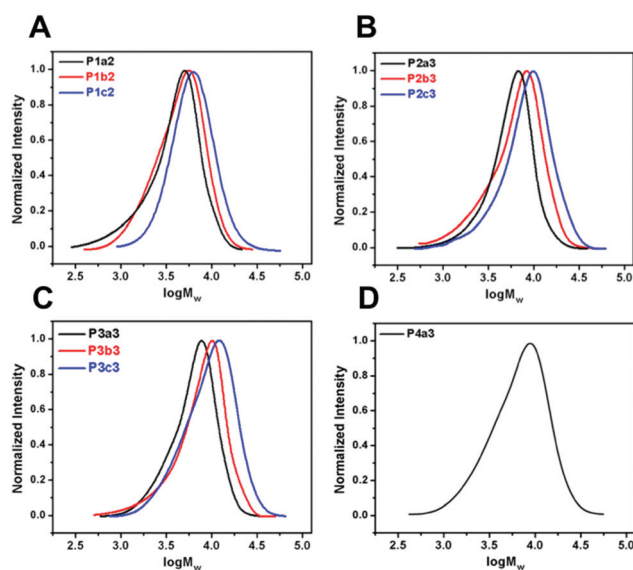 A
P1a2
P1b2
P1c2
Normalized Intensity
1.0
0.8
0.6
0.4
0.2
0.0
2.5 3.0 3.5 4.0 4.5 5.0
logMw
B
P2a3
P2b3
P2c3
Normalized Intensity
1.0
0.8
0.6
0.4
0.2
0.0
2.5 3.0 3.5 4.0 4.5 5.0
logMw
C
P3a3
P3b3
P3c3
Normalized Intensity
1.0
0.8
0.6
0.4
0.2
0.0
2.5 3.0 3.5 4.0 4.5 5.0
logMw
D
P4a3
Normalized Intensity
1.0
0.8
0.6
0.4
0.2
0.0
2.5 3.0 3.5 4.0 4.5 5.0
logMw